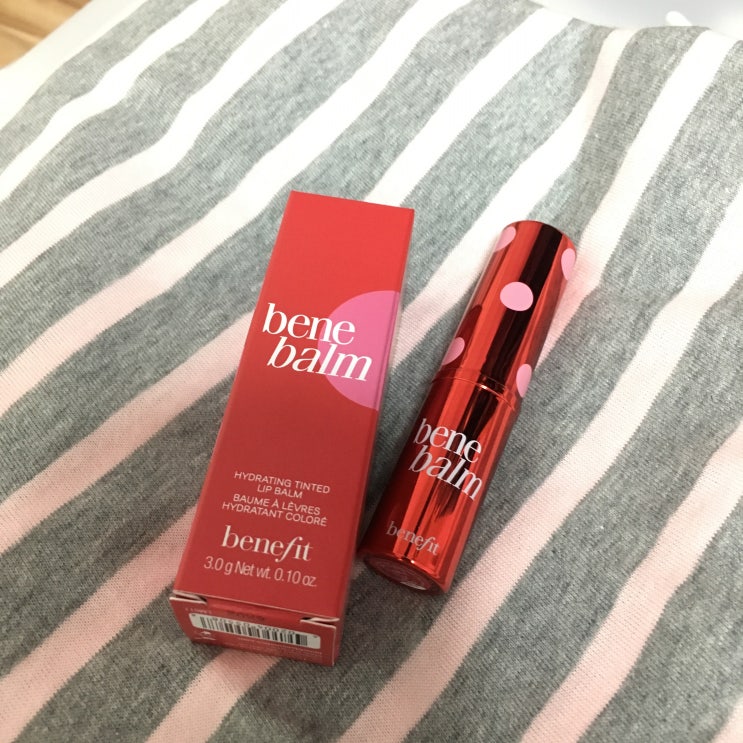 bene
balm
HYDRATING TINTED
LIP BALM
BAUME À LÈVRES
HYDRATANT COLORÉ
benefit
3.0 g Net wt. 0.10 oz.
bene
balm
benefit